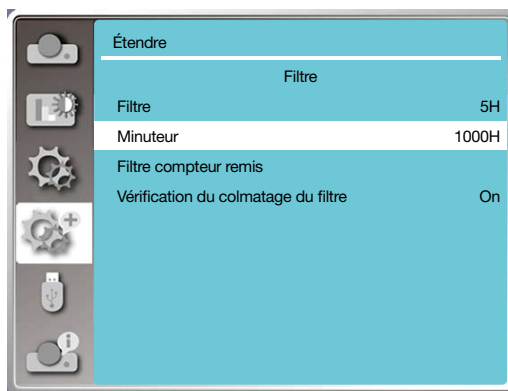 Étendre
Filtre
Filtre 5H
Minuteur 1000H
Filtre compteur remis
Vérification du colmatage du filtre On